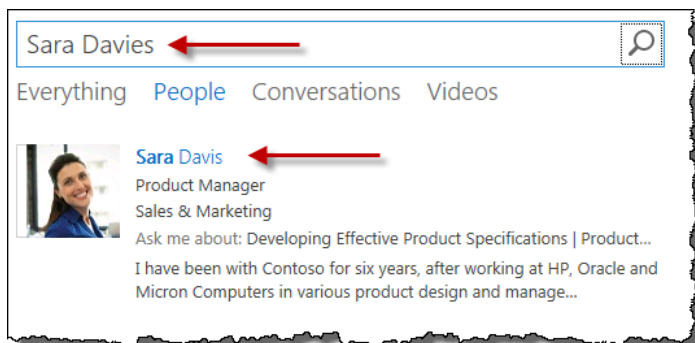 Sara Davies
Everything People Conversations Videos
Sara Davis
Product Manager
Sales & Marketing
Ask me about: Developing Effective Product Specifications | Product...
I have been with Contoso for six years, after working at HP, Oracle and
Micron Computers in various product design and manage...